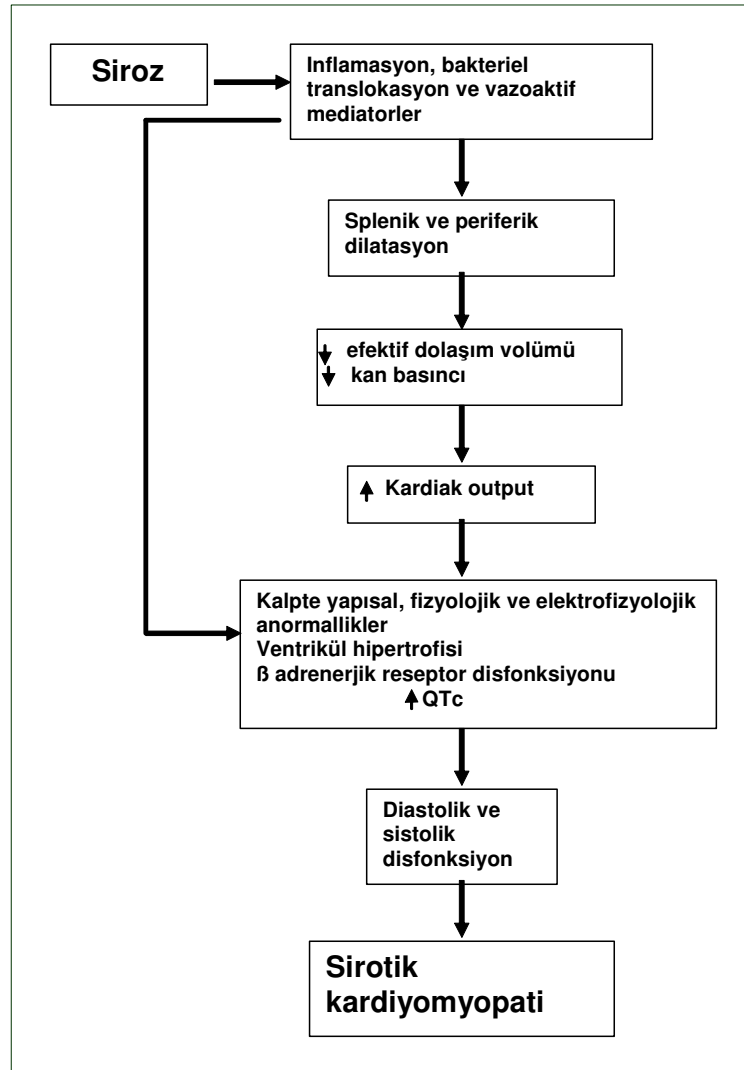 Siroz
Inflamasyon, bakteriel
translokasyon ve vazoaktif
mediatorler
Splenik ve periferik
dilatasyon
↓ efektif dolaşım volümü
↓ kan basıncı
↑ Kardiak output
Kalpte yapısal, fizyolojik ve elektrofizyolojik
anormallikler
Ventrikül hipertrofisi
ß adrenerjik reseptor disfonksiyonu
↑ QTc
Diastolik ve
sistolik
disfonksiyon
Sirotik
kardiyomyopati